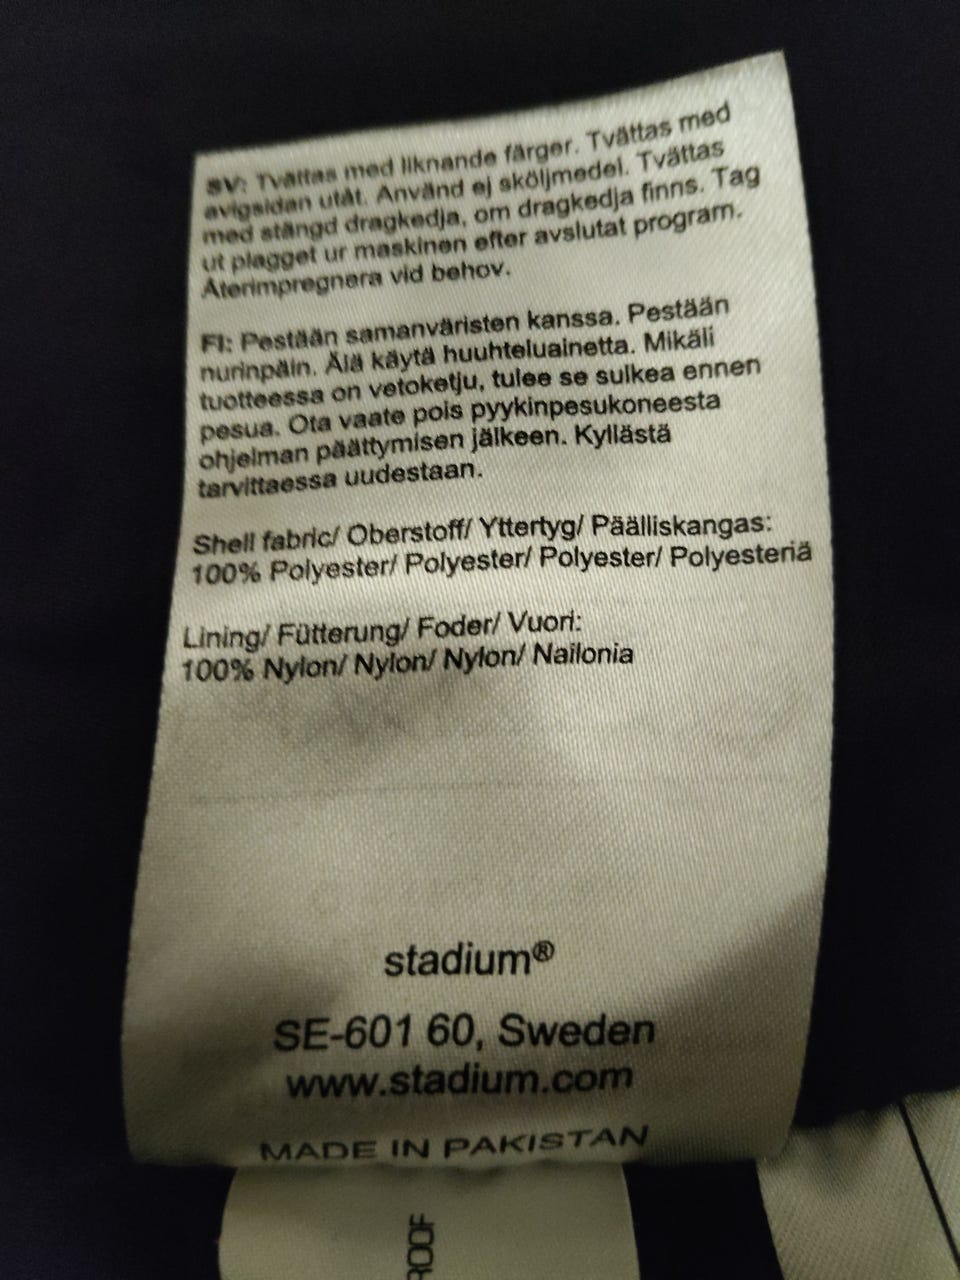 SV: Tvättas med liknande färger. Tvättas med
avigsidan utåt. Använd ej sköljmedel. Tvättas
med stängd dragkedja, om dragkedja finns. Tag
ut plagget ur maskinen efter avslutat program.
Återimpregnera vid behov.
FI: Pestään samanväristen kanssa. Pestään
nurinpäin. Älä käytä huuhteluainetta. Mikäli
tuotteessa on vetoketju, tulee se sulkea ennen
pesua. Ota vaate pois pyykinpesukoneesta
ohjelman päättymisen jälkeen. Kyllästä
tarvittaessa uudestaan.
Shell fabric/ Oberstoff/ Yttertyg/ Päälliskangas:
100% Polyester/ Polyester/ Polyester/ Polyesteriä
Lining/ Fütterung/ Foder/ Vuori:
100% Nylon/ Nylon/ Nylon/ Nailonia
stadium®
SE-601 60, Sweden
www.stadium.com
MADE IN PAKISTAN
ROOF